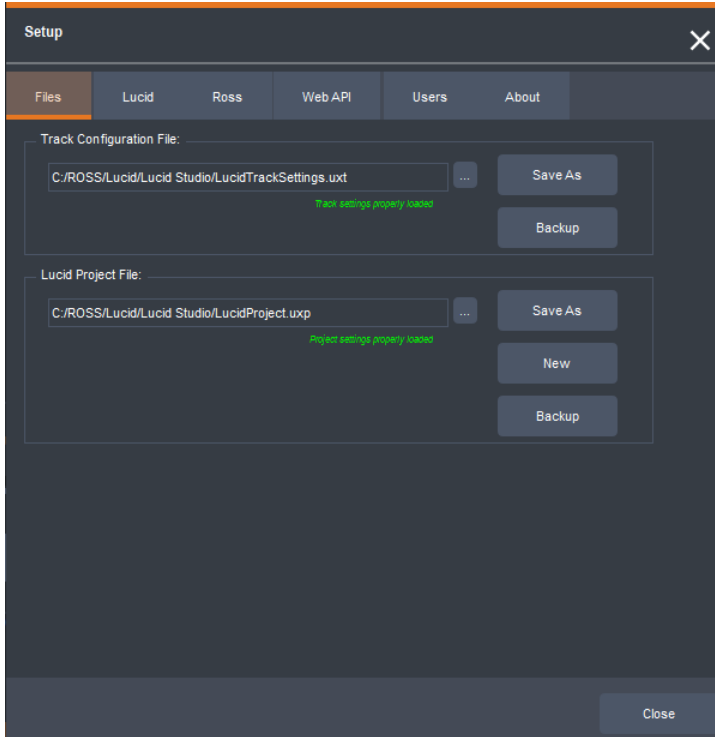 Setup
Files Lucid Ross Web API Users About
Track Configuration File:
C:/ROSS/Lucid/Lucid Studio/LucidTrackSettings.uxt ... Save As
Track settings properly loaded
Backup
Lucid Project File:
C:/ROSS/Lucid/Lucid Studio/LucidProject.uxp ... Save As
Project settings properly loaded
New
Backup
Close